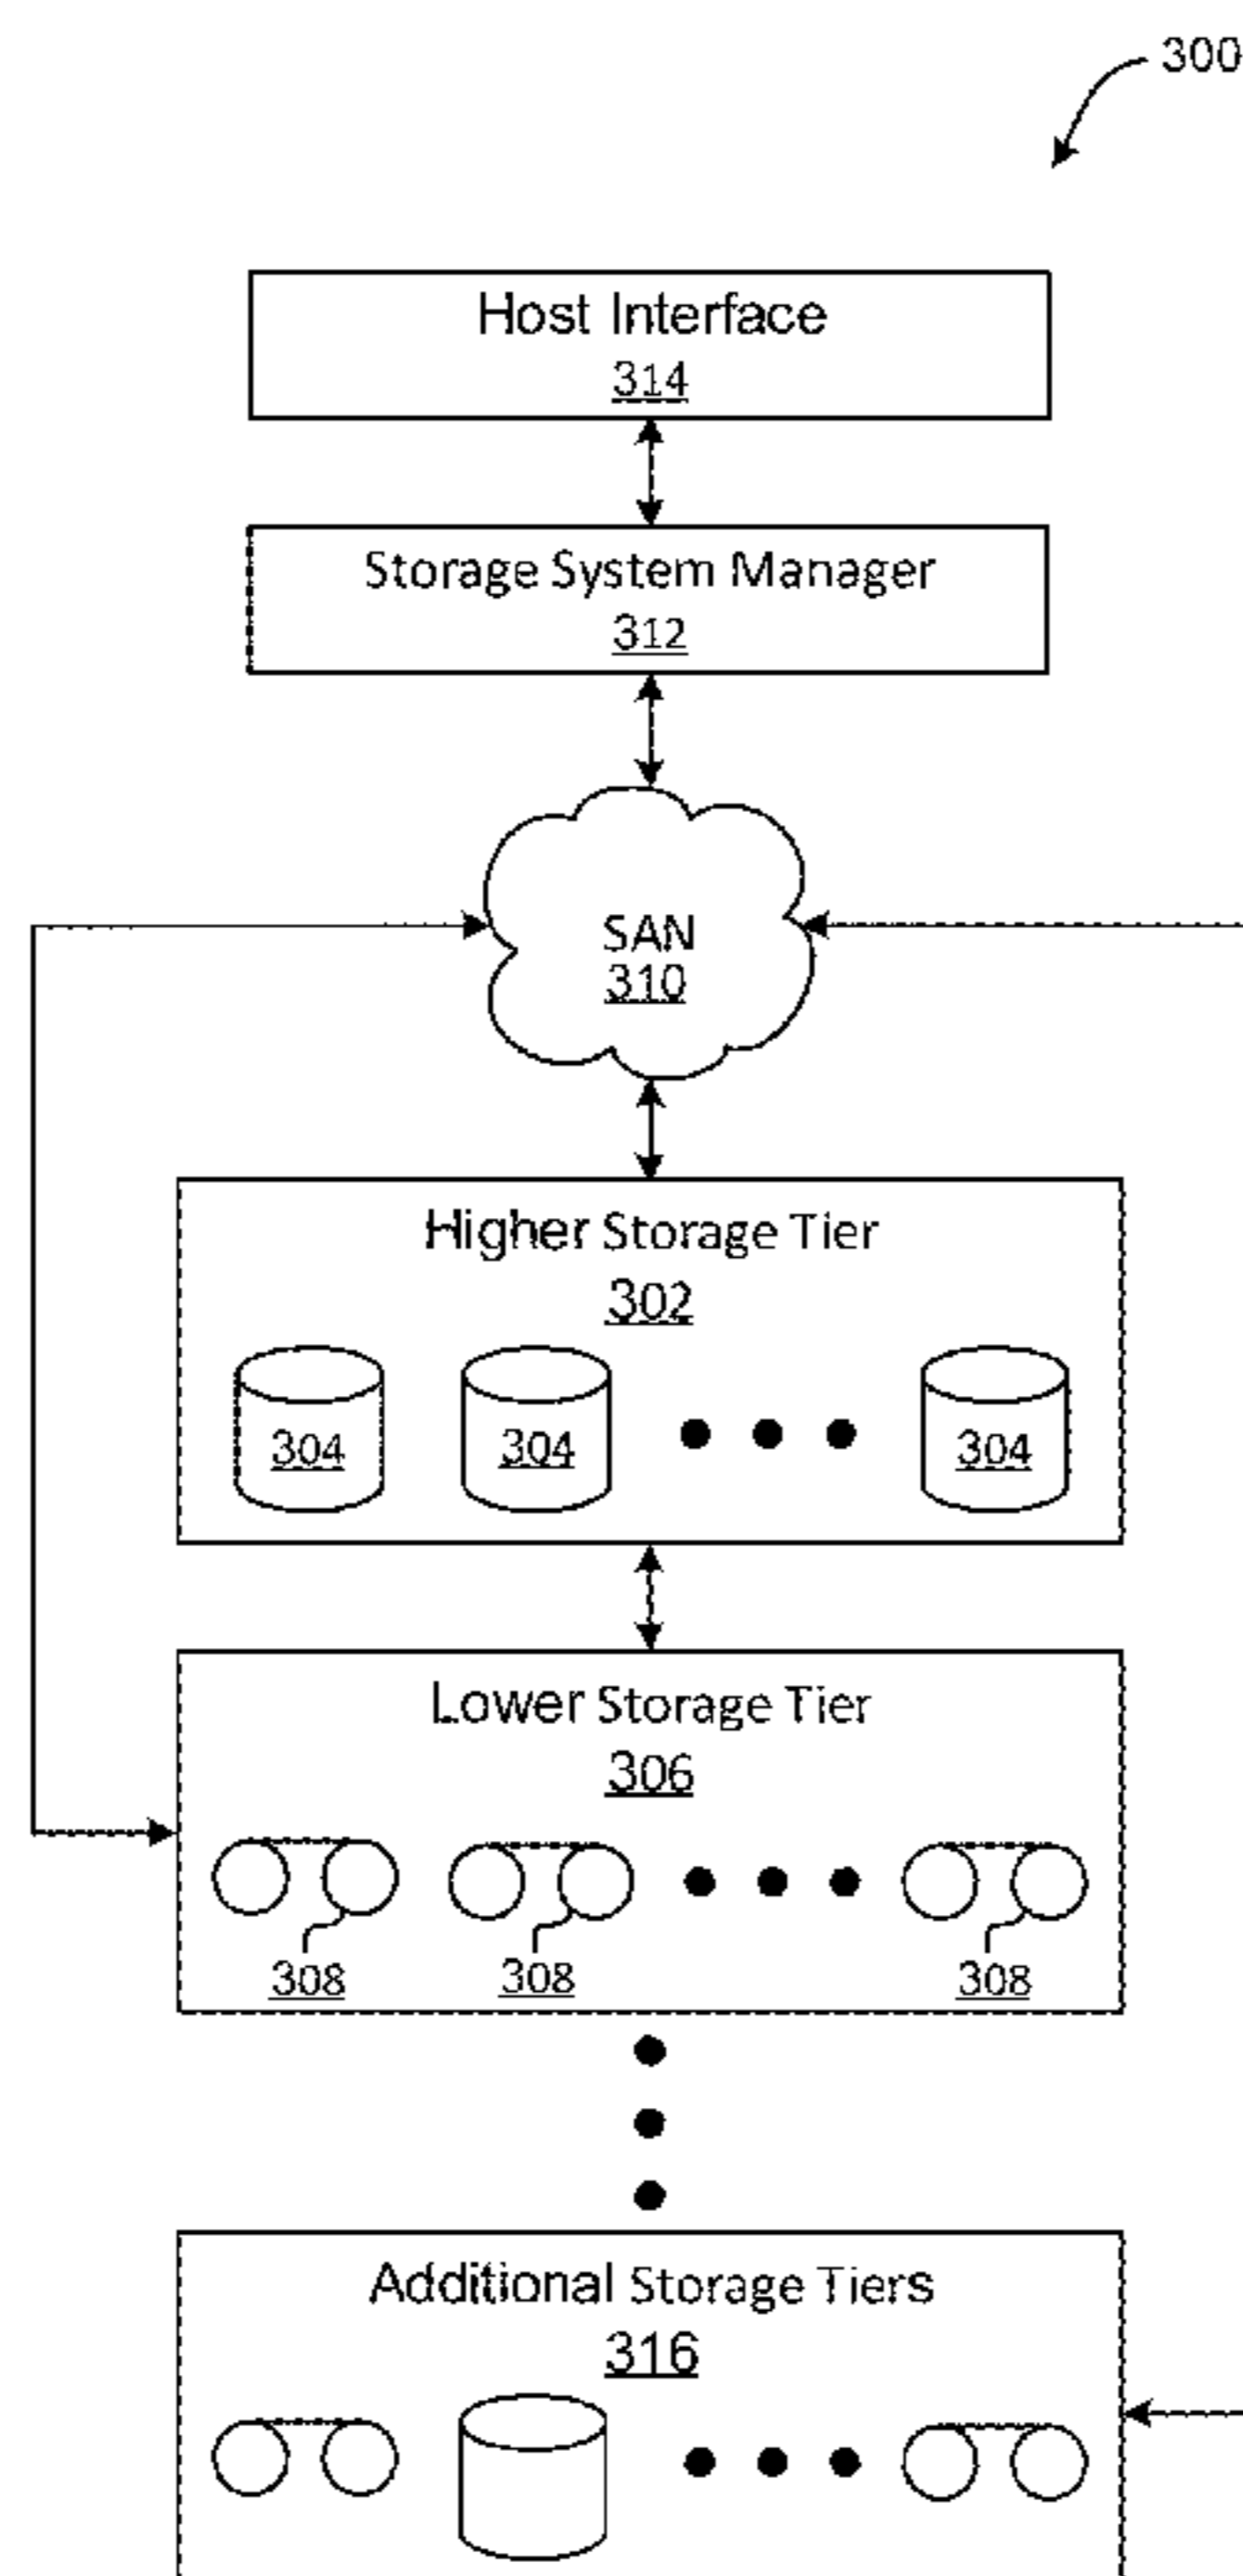 300
Host Interface
314
Storage System Manager
312
SAN
310
Higher Storage Tier
302
304 304 304
Lower Storage Tier
306
308 308 308
Additional Storage Tiers
316